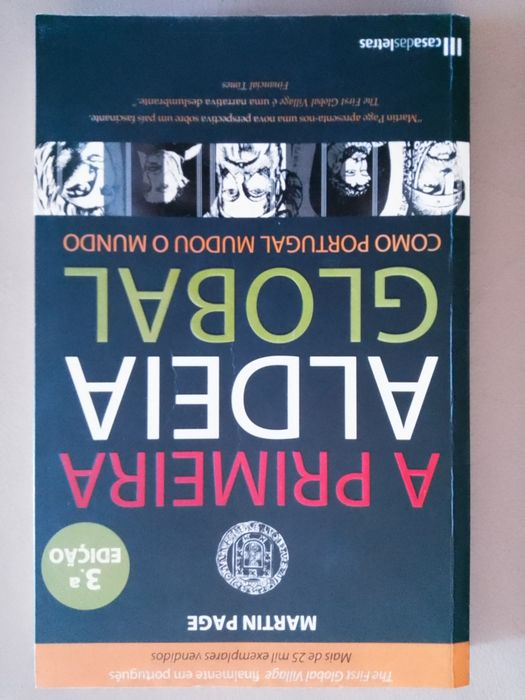 The First Global Village finalmente em português
Mais de 25 mil exemplares vendidos
MARTIN PAGE
3.a
EDIÇÃO
A PRIMEIRA
ALDEIA
GLOBAL
COMO PORTUGAL MUDOU O MUNDO
“Martin Page apresenta-nos uma nova perspectiva sobre um país fascinante.
The First Global Village é uma narrativa deslumbrante.”
Financial Times
casadasletras